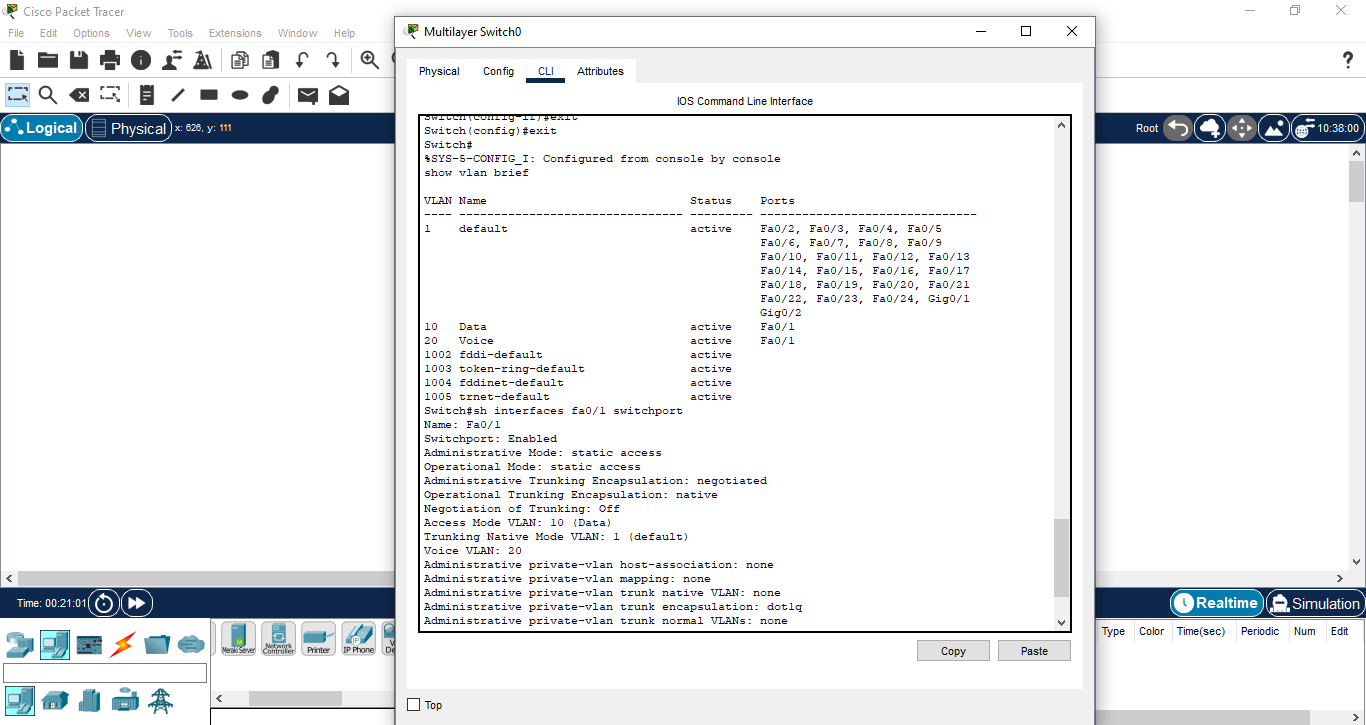 Cisco Packet Tracer
File Edit Options View Tools Extensions Window Help
Logical Physical x: 626, y: 111
Root 10:38:00
Multilayer Switch0
Physical Config CLI Attributes
IOS Command Line Interface
Switch(config-if)#exit
Switch(config)#exit
Switch#
%SYS-5-CONFIG_I: Configured from console by console
show vlan brief
VLAN Name Status Ports
---- -------------------------------- --------- -------------------------------
1 default active Fa0/2, Fa0/3, Fa0/4, Fa0/5
Fa0/6, Fa0/7, Fa0/8, Fa0/9
Fa0/10, Fa0/11, Fa0/12, Fa0/13
Fa0/14, Fa0/15, Fa0/16, Fa0/17
Fa0/18, Fa0/19, Fa0/20, Fa0/21
Fa0/22, Fa0/23, Fa0/24, Gig0/1
Gig0/2
10 Data active Fa0/1
20 Voice active Fa0/1
1002 fddi-default active
1003 token-ring-default active
1004 fddinet-default active
1005 trnet-default active
Switch#sh interfaces fa0/1 switchport
Name: Fa0/1
Switchport: Enabled
Administrative Mode: static access
Operational Mode: static access
Administrative Trunking Encapsulation: negotiated
Operational Trunking Encapsulation: native
Negotiation of Trunking: Off
Access Mode VLAN: 10 (Data)
Trunking Native Mode VLAN: 1 (default)
Voice VLAN: 20
Administrative private-vlan host-association: none
Administrative private-vlan mapping: none
Administrative private-vlan trunk native VLAN: none
Administrative private-vlan trunk encapsulation: dot1q
Administrative private-vlan trunk normal VLANs: none
Copy Paste
Top
Time: 00:21:01
Realtime Simulation
Meraki Server
Network Controller
Printer
IP Phone
Type Color Time(sec) Periodic Num Edit